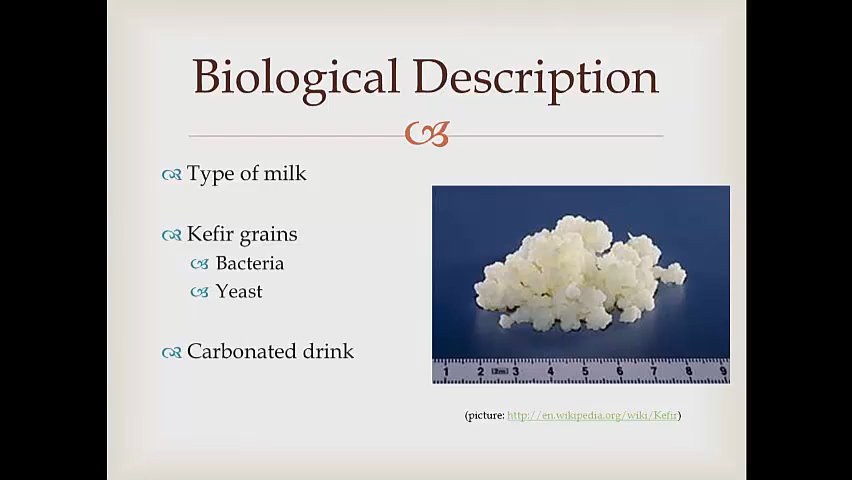 Biological Description
Type of milk
Kefir grains
Bacteria
Yeast
Carbonated drink
1 2 3 4 5 6 7 8 9
(picture: http://en.wikipedia.org/wiki/Kefir)